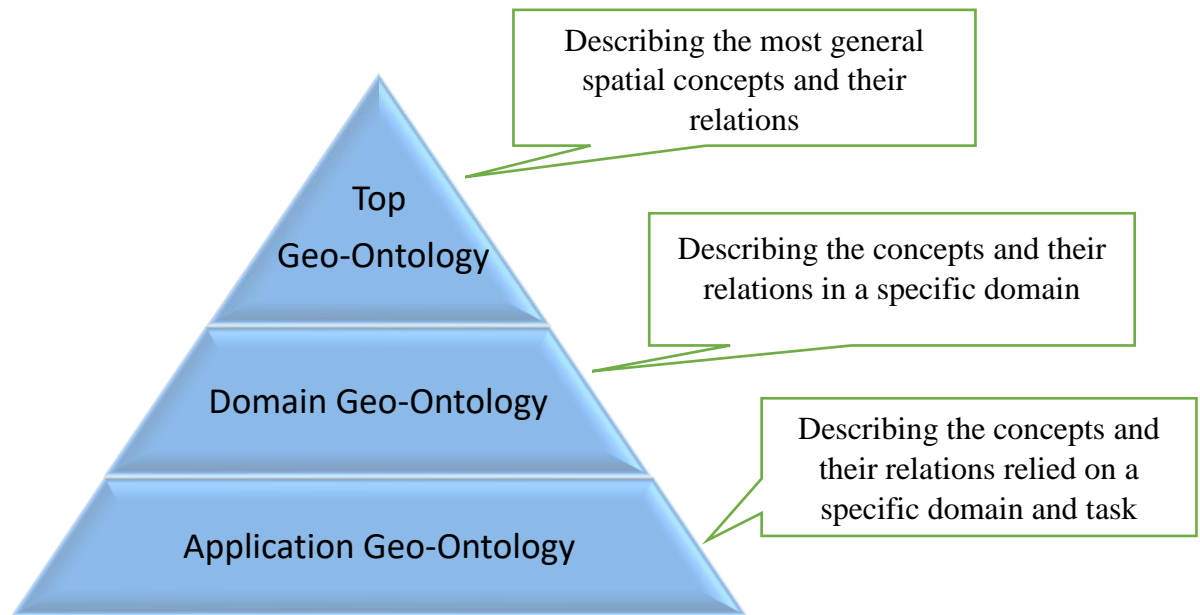 Describing the most general
spatial concepts and their
relations
Top
Geo-Ontology
Describing the concepts and their
relations in a specific domain
Domain Geo-Ontology
Describing the concepts and
their relations relied on a
specific domain and task
Application Geo-Ontology